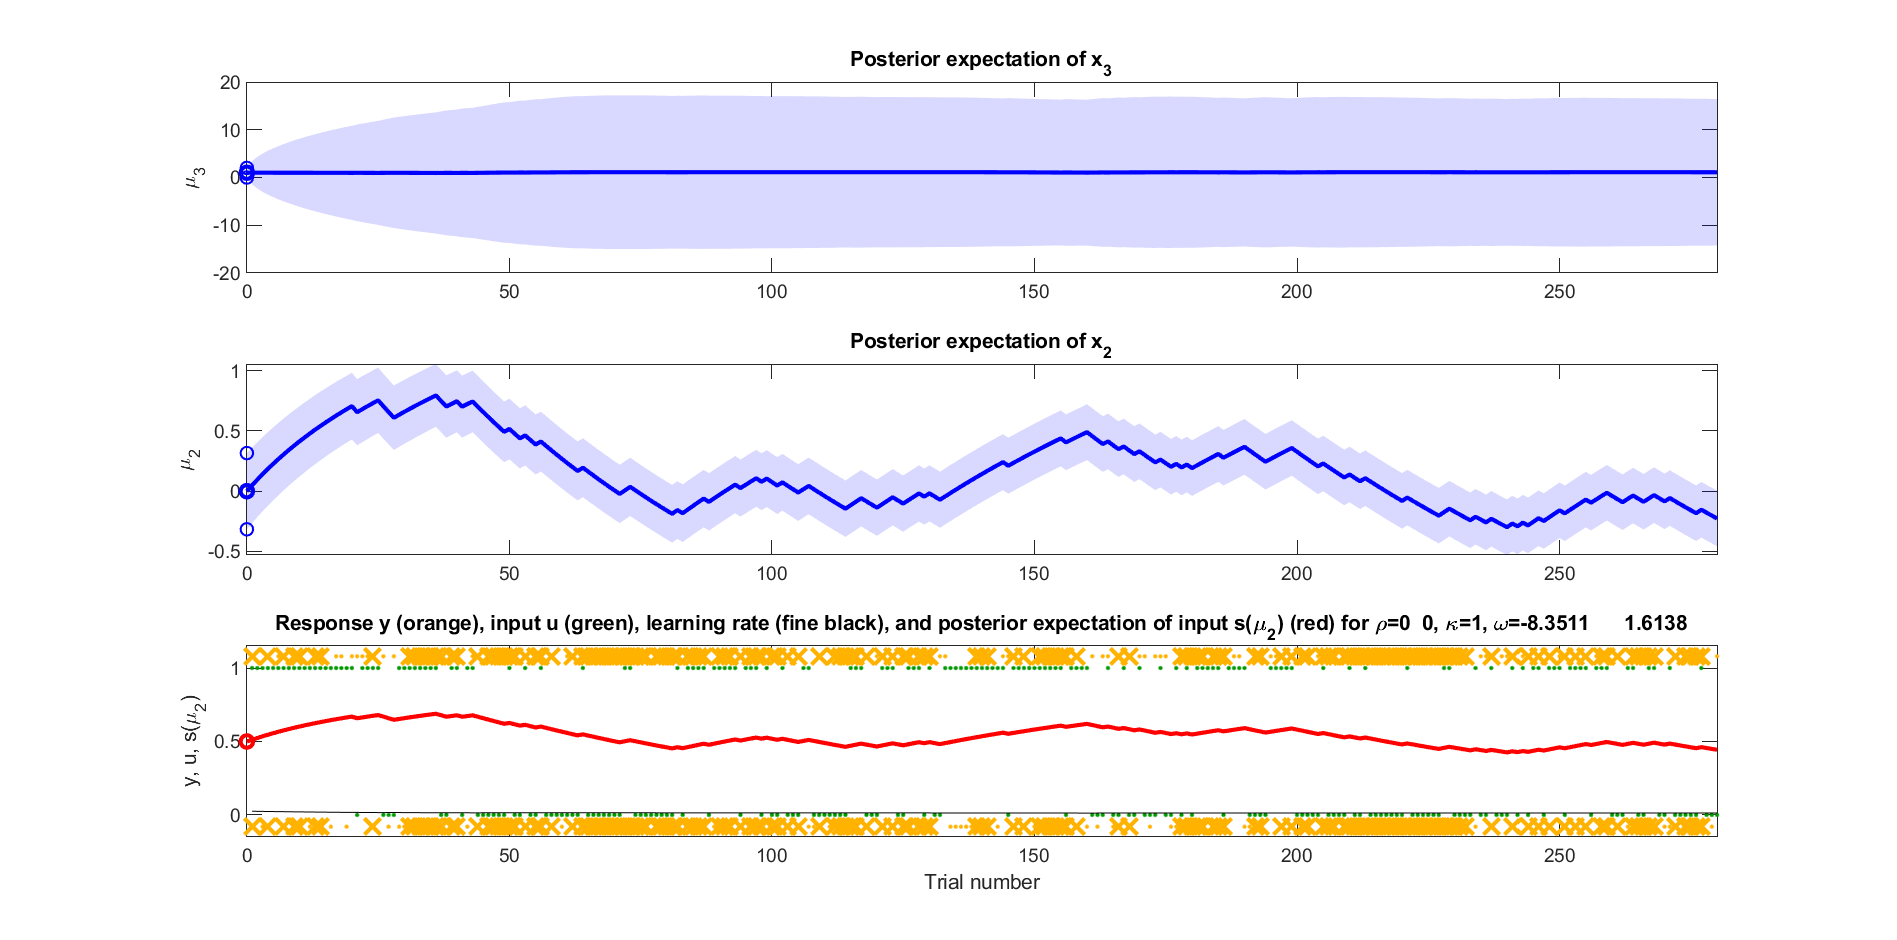 Posterior expectation of x₃
20
10
0
-10
-20
μ₃
0 50 100 150 200 250
Posterior expectation of x₂
1
0.5
0
-0.5
μ₂
0 50 100 150 200 250
Response y (orange), input u (green), learning rate (fine black), and posterior expectation of input s(μ₂) (red) for ρ=0 0, κ=1, ω=-8.3511 1.6138
1
0.5
0
y, u, s(μ₂)
0 50 100 150 200 250
Trial number